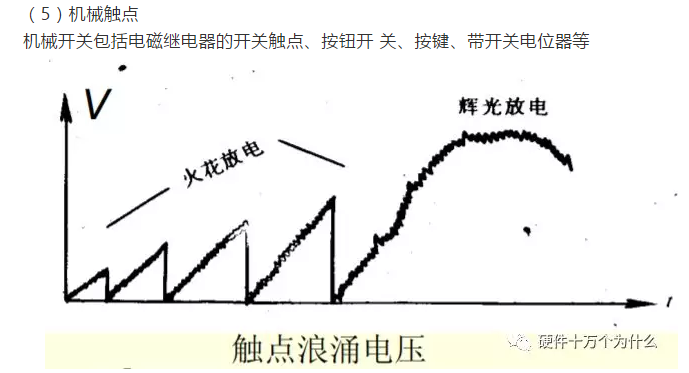 （5）机械触点
机械开关包括电磁继电器的开关触点、按钮开 关、按键、带开关电位器等
V
辉光放电
火花放电
t
触点浪涌电压
硬件十万个为什么